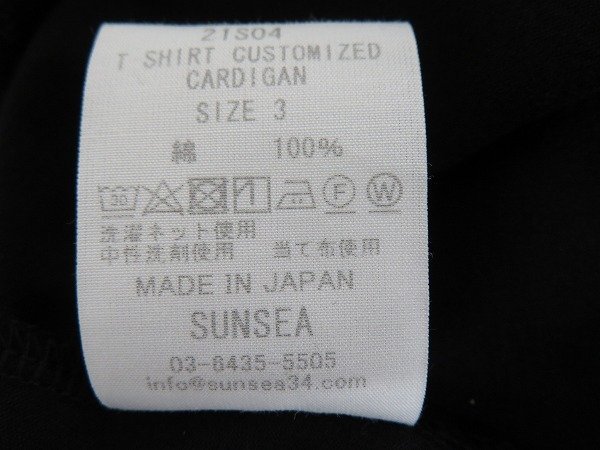 21S04
T SHIRT CUSTOMIZED
CARDIGAN
SIZE 3
綿 100%
30 F W
洗濯ネット使用
中性洗剤使用 当て布使用
MADE IN JAPAN
SUNSEA
03-6435-5505
info@sunsea34.com